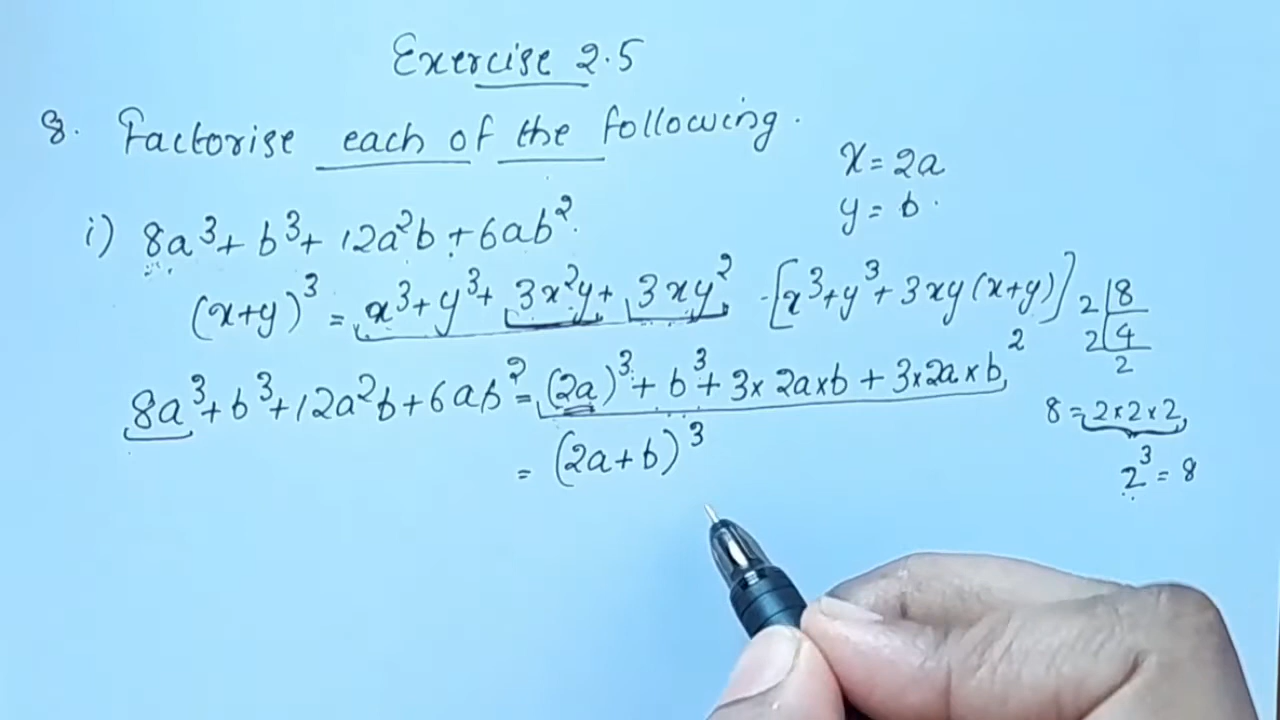 Exercise 2.5
8. Factorise each of the following.
x = 2a
y = b.
i) 8a³ + b³ + 12a²b + 6ab².
(x+y)³ = x³ + y³ + 3x²y + 3xy² - [x³ + y³ + 3xy (x+y)]
2 | 8
2 | 4
2
8a³ + b³ + 12a²b + 6ab² = (2a)³ + b³ + 3 × 2a × b + 3 × 2a × b²
8 = 2 × 2 × 2
= (2a + b)³
2³ = 8